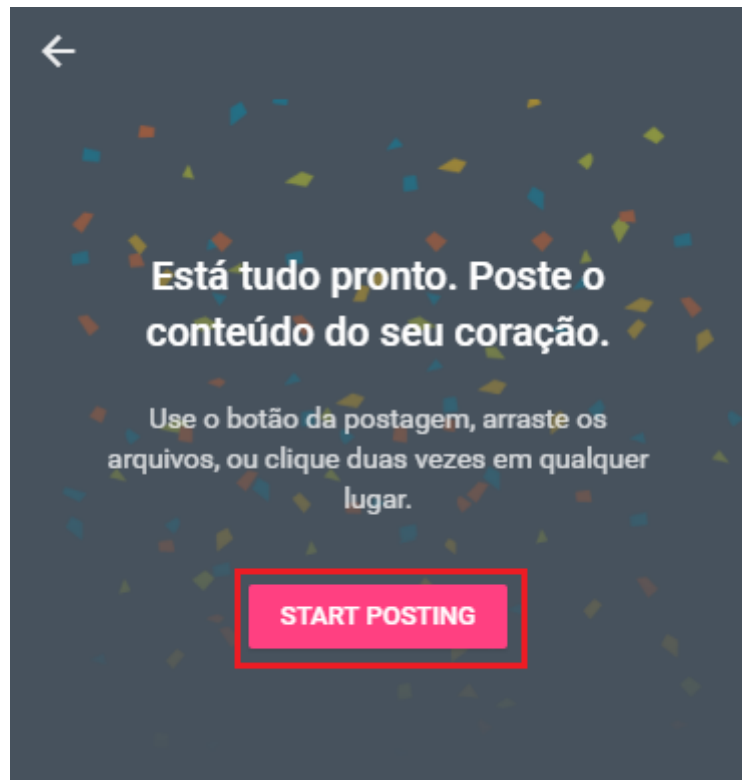 Está tudo pronto. Poste o
conteúdo do seu coração.
Use o botão da postagem, arraste os
arquivos, ou clique duas vezes em qualquer
lugar.
START POSTING